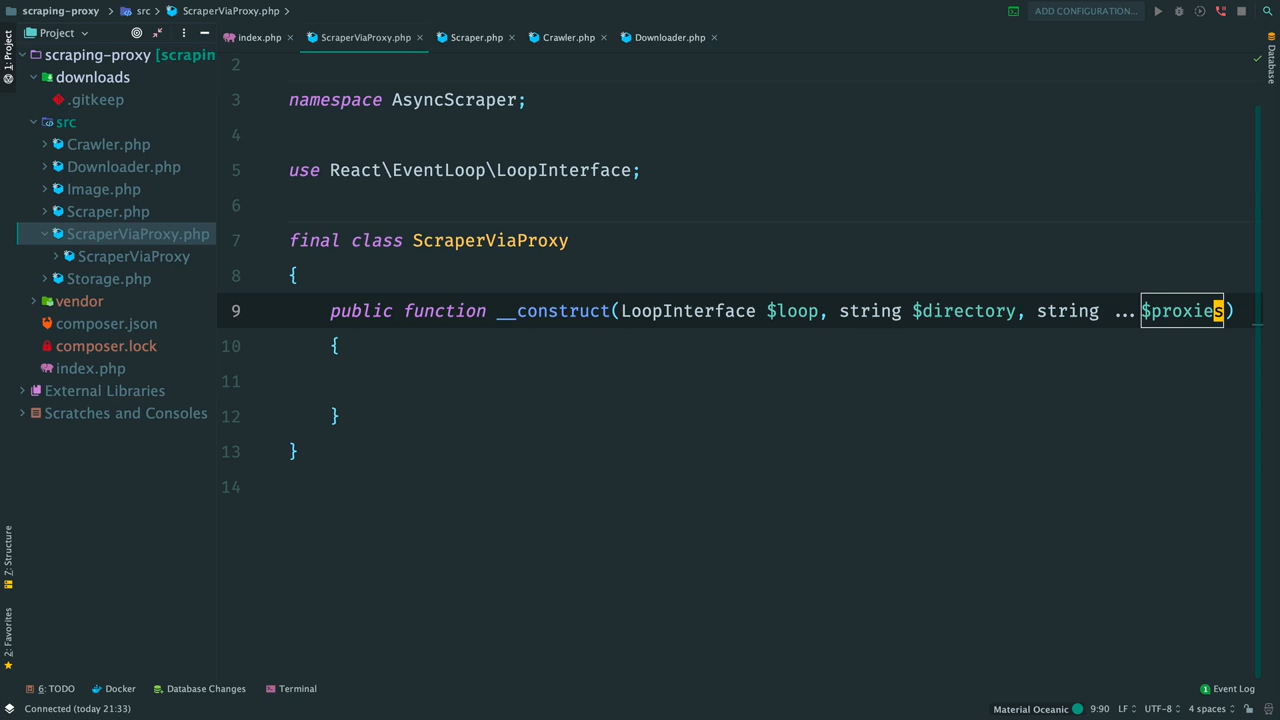 scraping-proxy > src > ScraperViaProxy.php >
ADD CONFIGURATION...
1: Project
Project
index.php
ScraperViaProxy.php
Scraper.php
Crawler.php
Downloader.php
Database
scraping-proxy [scrapin
downloads
.gitkeep
src
Crawler.php
Downloader.php
Image.php
Scraper.php
ScraperViaProxy.php
ScraperViaProxy
Storage.php
vendor
composer.json
composer.lock
index.php
External Libraries
Scratches and Consoles
2
3 namespace AsyncScraper;
4
5 use React\EventLoop\LoopInterface;
6
7 final class ScraperViaProxy
8 {
9 public function __construct(LoopInterface $loop, string $directory, string ...$proxies)
10 {
11
12 }
13 }
14
Z: Structure
2: Favorites
6: TODO
Docker
Database Changes
Terminal
1 Event Log
Connected (today 21:33)
Material Oceanic
9:90
LF
UTF-8
4 spaces